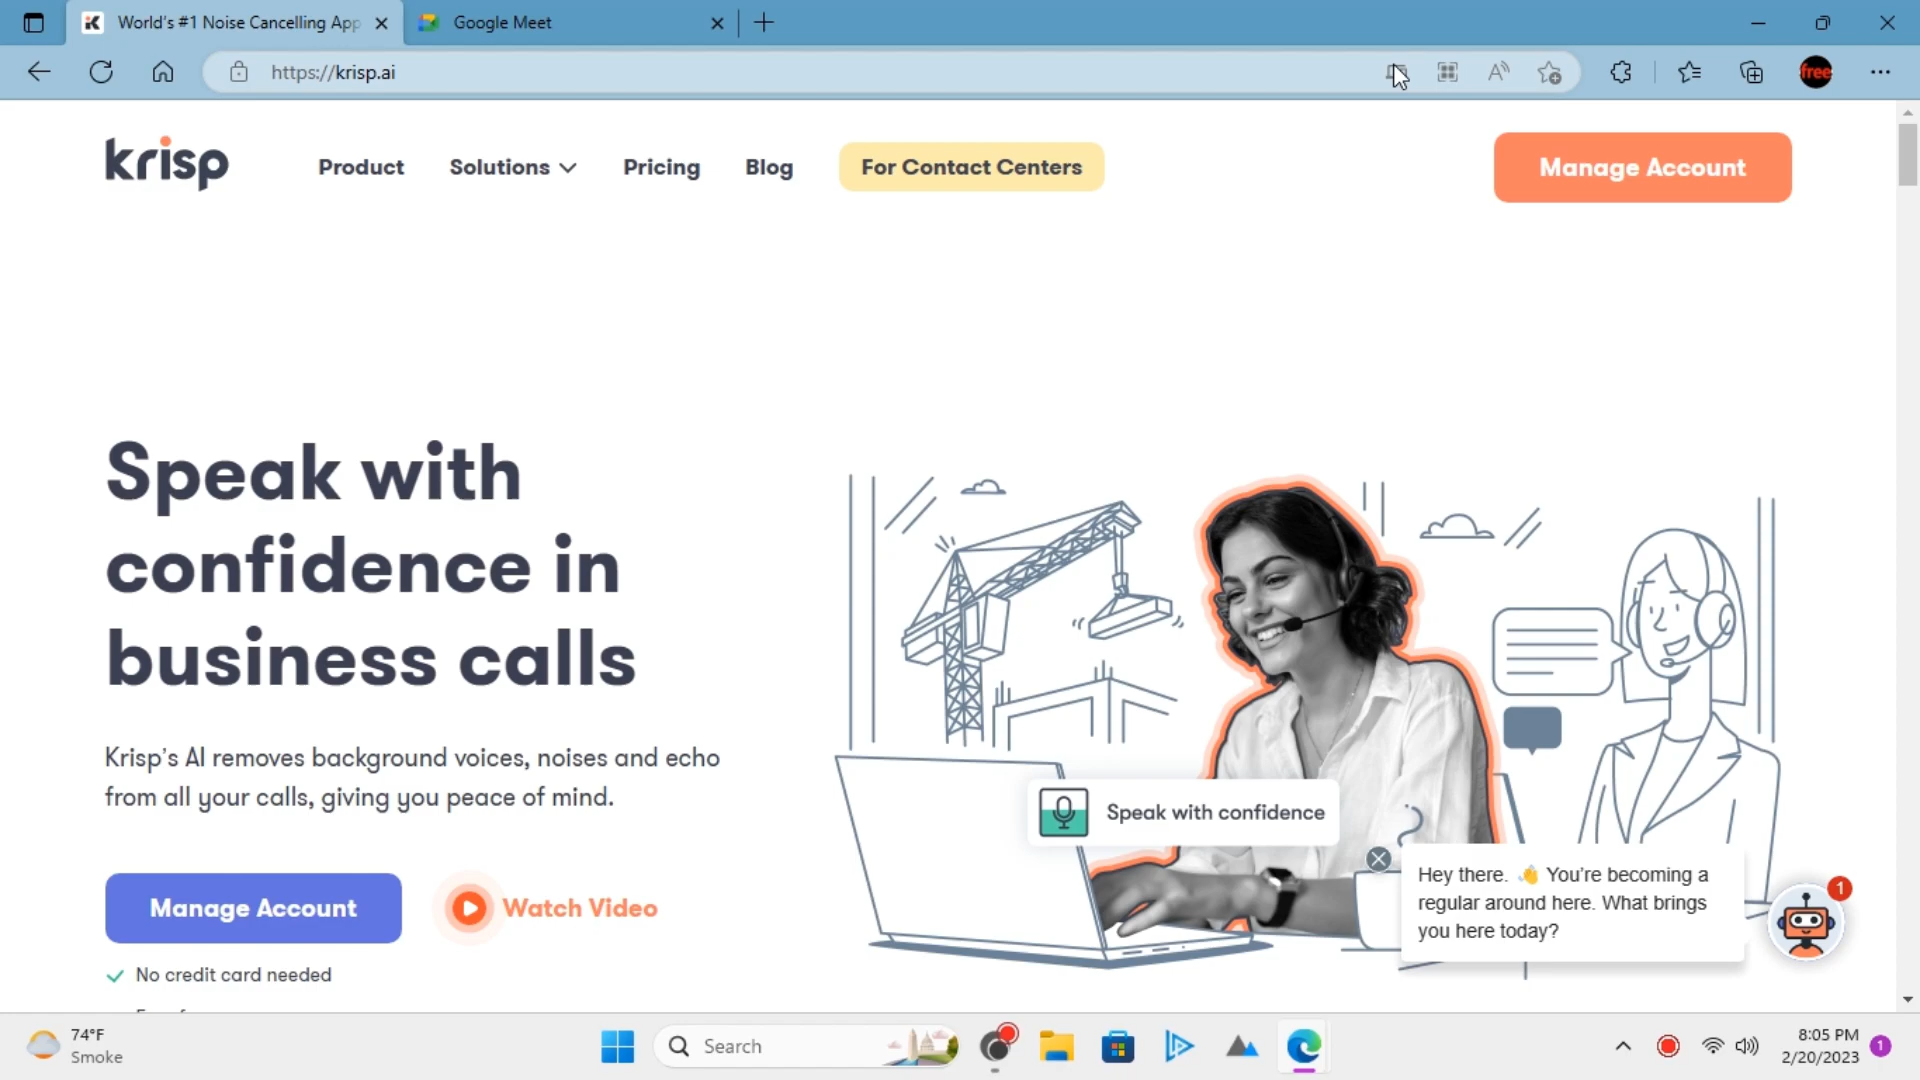 World's #1 Noise Cancelling App
Google Meet
https://krisp.ai
free
krisp
Product
Solutions
Pricing
Blog
For Contact Centers
Manage Account
Speak with
confidence in
business calls
Krisp's AI removes background voices, noises and echo
from all your calls, giving you peace of mind.
Manage Account
Watch Video
No credit card needed
Speak with confidence
Hey there. 👋 You're becoming a
regular around here. What brings
you here today?
1
74°F
Smoke
Search
8:05 PM
2/20/2023
1